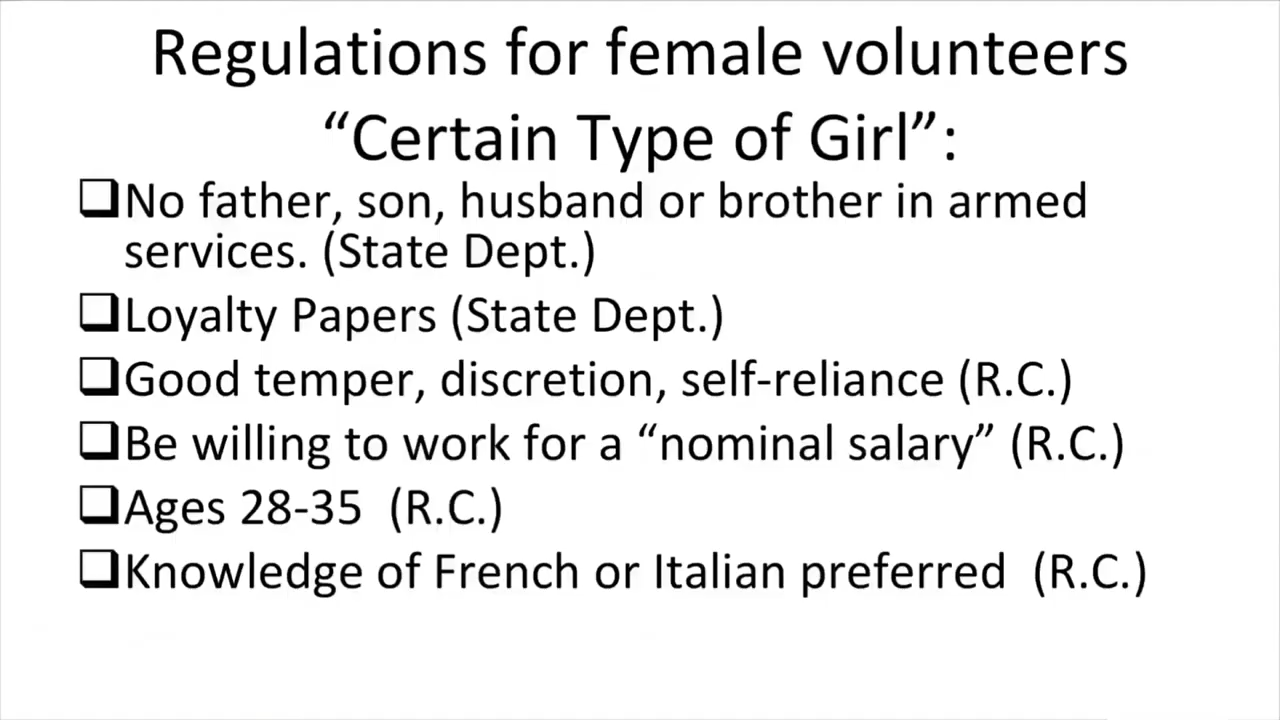 Regulations for female volunteers
“Certain Type of Girl”:
❑No father, son, husband or brother in armed
services. (State Dept.)
❑Loyalty Papers (State Dept.)
❑Good temper, discretion, self-reliance (R.C.)
❑Be willing to work for a “nominal salary” (R.C.)
❑Ages 28-35  (R.C.)
❑Knowledge of French or Italian preferred  (R.C.)